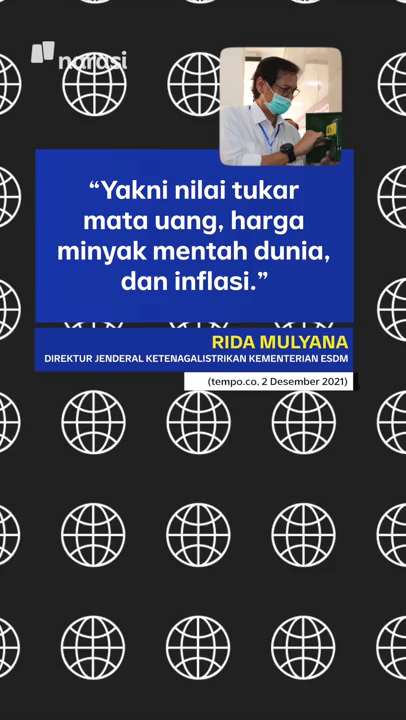 narasi
“Yakni nilai tukar
mata uang, harga
minyak mentah dunia,
dan inflasi.”
RIDA MULYANA
DIREKTUR JENDERAL KETENAGALISTRIKAN KEMENTERIAN ESDM
(tempo.co, 2 Desember 2021)